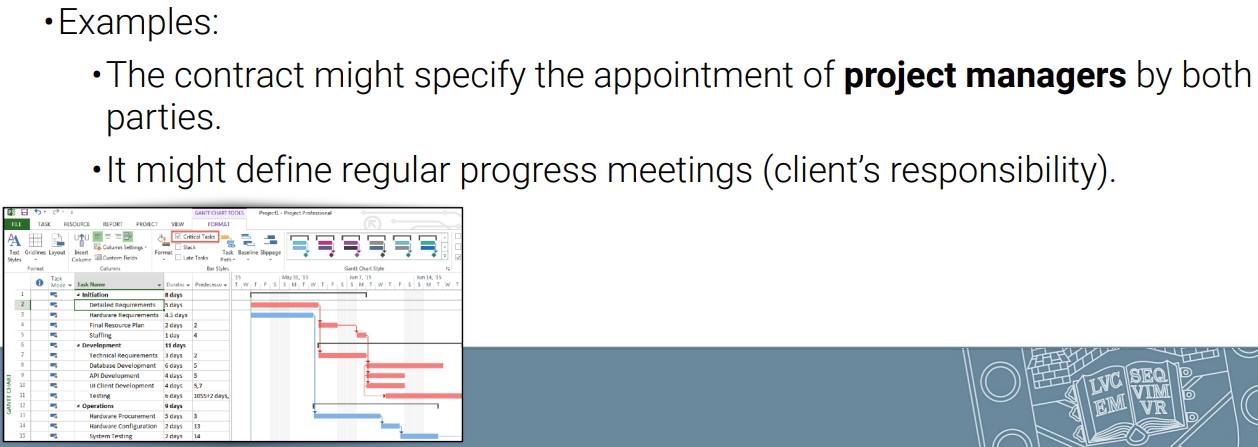 •Examples:
•The contract might specify the appointment of project managers by both
parties.
•It might define regular progress meetings (client's responsibility).
GANTT CHART TOOLS Project1 - Project Professional
FILE TASK RESOURCE REPORT PROJECT VIEW FORMAT
Critical Tasks
Slack
Late Tasks
Column Settings
Custom Fields
Text Styles Gridlines Layout Insert Column Format Task Path Baseline Slippage
Format Columns Bar Styles Gantt Chart Style
'15 May 31, '15 Jun 7, '15 Jun 14, '15
Task Mode Task Name Duratio Predecesso T W T F S S M T W T F S S M T W T F S S M T W T
1 Initiation 8 days
2 Detailed Requirements 5 days
3 Hardware Requirements 4.5 days
4 Final Resource Plan 2 days 2
5 Staffing 1 day 4
6 Development 11 days
7 Technical Requirements 3 days 2
8 Database Development 6 days 5
9 API Development 4 days 5
10 UI Client Development 4 days 5,7
11 Testing 6 days 10SS+2 days,
12 Operations 9 days
13 Hardware Procurement 5 days 3
14 Hardware Configuration 2 days 13
15 System Testing 2 days 14
GANTT CHART
LVC SEQ
EM VIM
VR